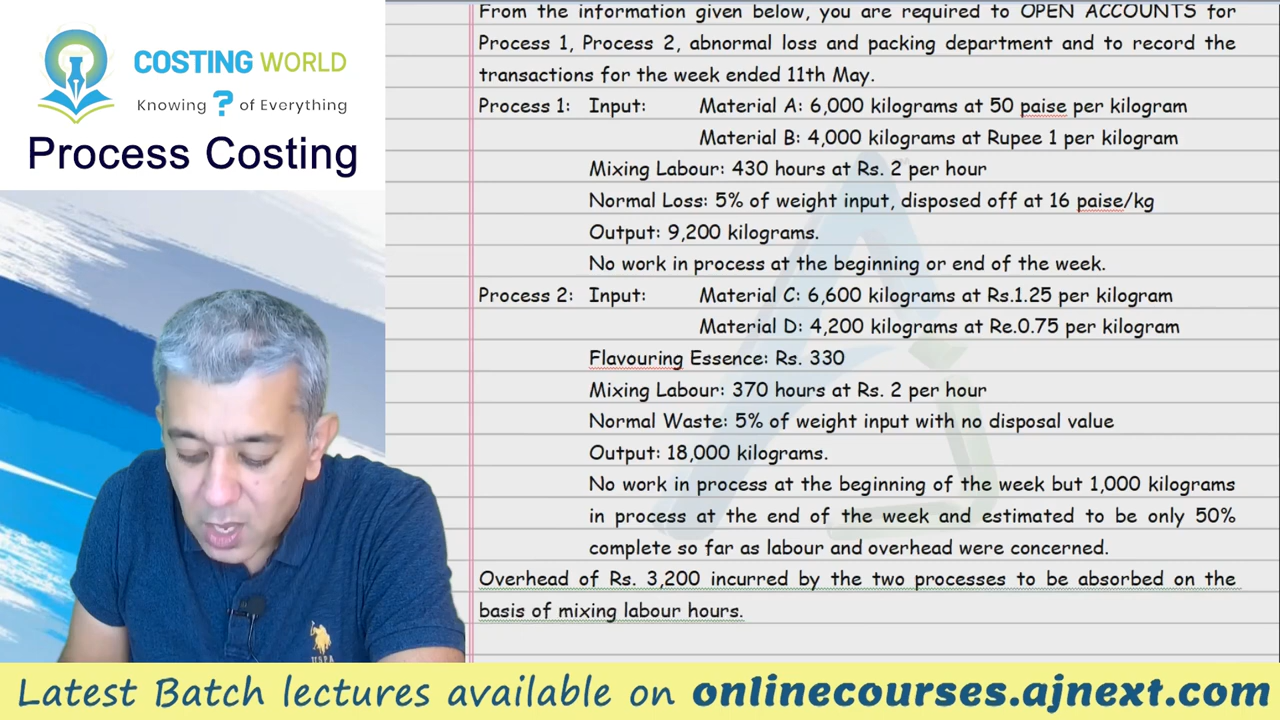 COSTING WORLD
Knowing ? of Everything
Process Costing
From the information given below, you are required to OPEN ACCOUNTS for
Process 1, Process 2, abnormal loss and packing department and to record the
transactions for the week ended 11th May.
Process 1: Input: Material A: 6,000 kilograms at 50 paise per kilogram
Material B: 4,000 kilograms at Rupee 1 per kilogram
Mixing Labour: 430 hours at Rs. 2 per hour
Normal Loss: 5% of weight input, disposed off at 16 paise/kg
Output: 9,200 kilograms.
No work in process at the beginning or end of the week.
Process 2: Input: Material C: 6,600 kilograms at Rs.1.25 per kilogram
Material D: 4,200 kilograms at Re.0.75 per kilogram
Flavouring Essence: Rs. 330
Mixing Labour: 370 hours at Rs. 2 per hour
Normal Waste: 5% of weight input with no disposal value
Output: 18,000 kilograms.
No work in process at the beginning of the week but 1,000 kilograms
in process at the end of the week and estimated to be only 50%
complete so far as labour and overhead were concerned.
Overhead of Rs. 3,200 incurred by the two processes to be absorbed on the
basis of mixing labour hours.
USPA
Latest Batch lectures available on onlinecourses.ajnext.com